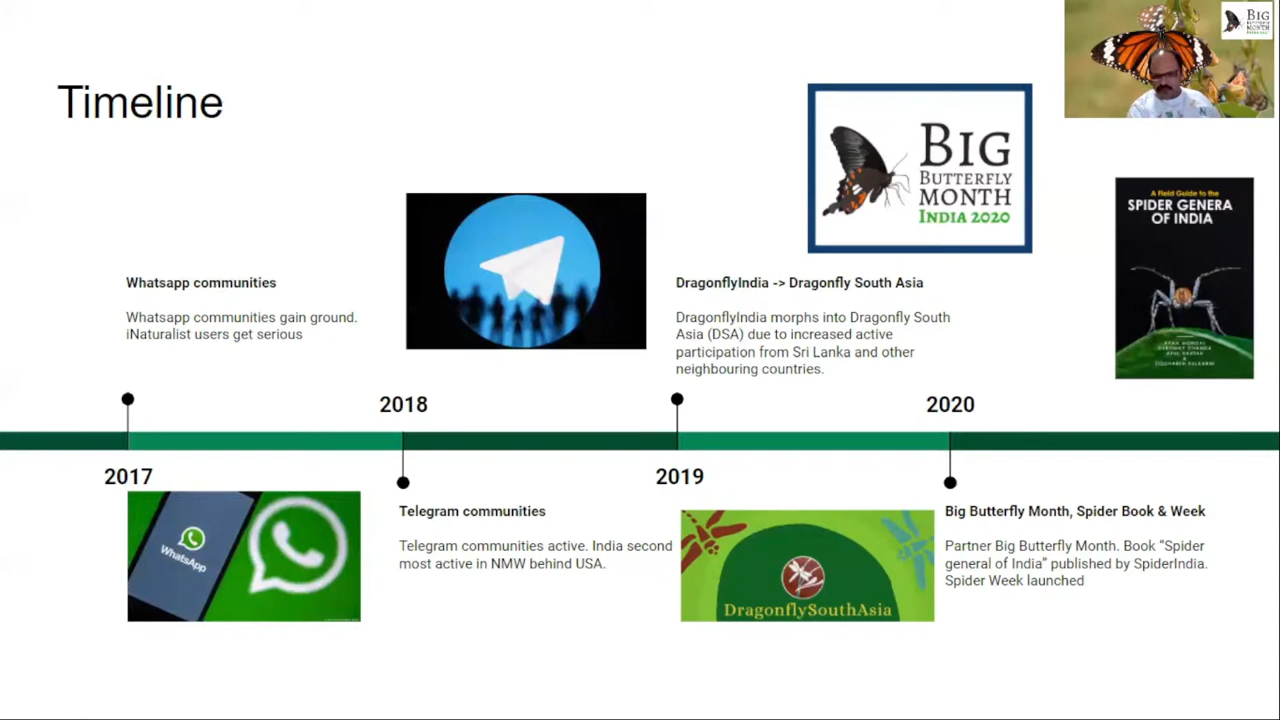 Timeline
BIG
BUTTERFLY
MONTH
BIG
BUTTERFLY
MONTH
INDIA 2020
A Field Guide to the
SPIDER GENERA
OF INDIA
Whatsapp communities
Whatsapp communities gain ground.
iNaturalist users get serious
DragonflyIndia -> Dragonfly South Asia
DragonflyIndia morphs into Dragonfly South
Asia (DSA) due to increased active
participation from Sri Lanka and other
neighbouring countries.
2018
2020
2017
2019
WhatsApp
Telegram communities
Telegram communities active. India second
most active in NMW behind USA.
DragonflySouthAsia
Big Butterfly Month, Spider Book & Week
Partner Big Butterfly Month. Book “Spider
general of India” published by SpiderIndia.
Spider Week launched